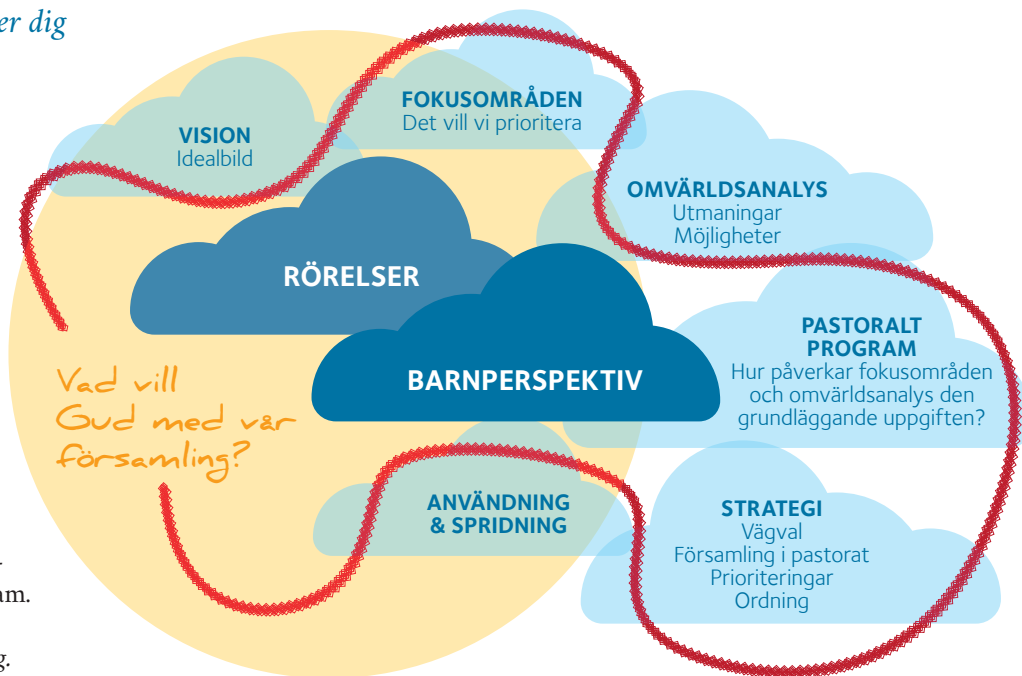 er dig
VISION
Idealbild
FOKUSOMRÅDEN
Det vill vi prioritera
OMVÄRLDSANALYS
Utmaningar
Möjligheter
RÖRELSER
BARNPERSPEKTIV
PASTORALT
PROGRAM
Hur påverkar fokusområden
och omvärldsanalys den
grundläggande uppgiften?
Vad vill
Gud med vår
församling?
ANVÄNDNING
& SPRIDNING
STRATEGI
Vägval
Församling i pastorat
Prioriteringar
Ordning
am.
g.